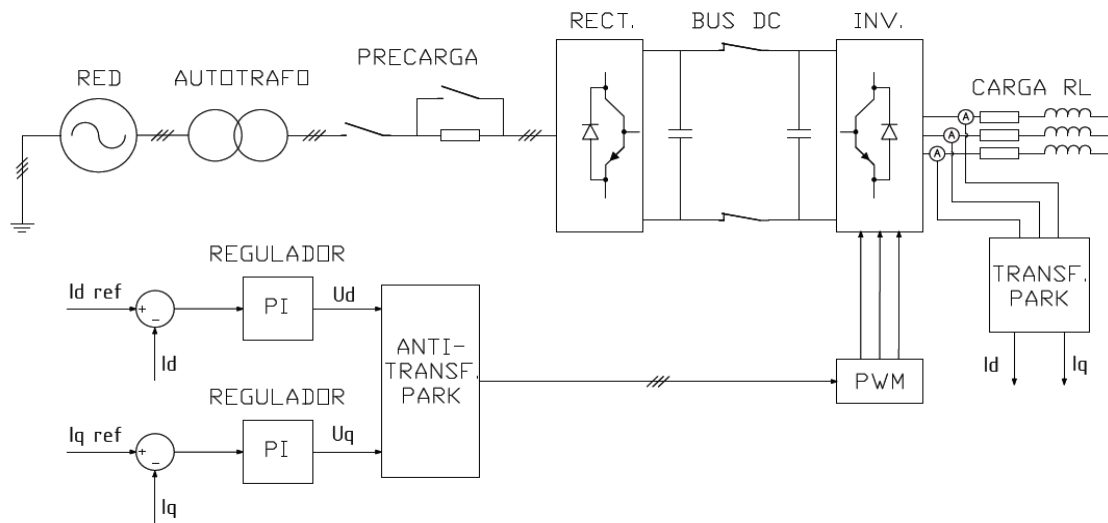 RECT.
BUS DC
INV.
PRECARGA
RED
AUTOTRAFO
CARGA RL
A
A
A
REGULADOR
TRANSF.
PARK
Id ref
+
-
PI
Ud
Id
ANTI-
TRANSF.
PARK
Id
Iq
PWM
REGULADOR
Iq ref
+
-
PI
Uq
Iq